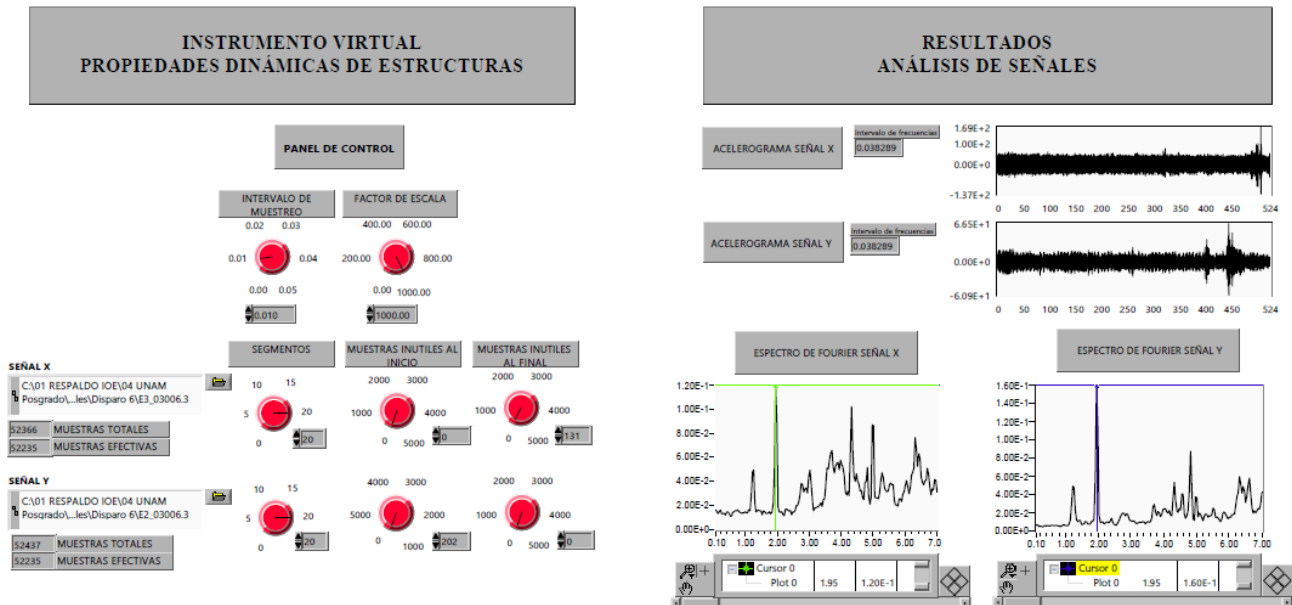 INSTRUMENTO VIRTUAL
PROPIEDADES DINÁMICAS DE ESTRUCTURAS
PANEL DE CONTROL
INTERVALO DE
MUESTREO
0.02 0.03
0.01 0.04
0.00 0.05
0.010
FACTOR DE ESCALA
400.00 600.00
200.00 800.00
0.00 1000.00
1000.00
SEGMENTOS
MUESTRAS INUTILES AL
INICIO
MUESTRAS INUTILES
AL FINAL
SEÑAL X
C:\01 RESPALDO IOE\04 UNAM
Posgrado\...les\Disparo 6\E3_03006.3
52366 MUESTRAS TOTALES
52235 MUESTRAS EFECTIVAS
10 15
5 20
0 20
2000 3000
1000 4000
0 5000 0
2000 3000
1000 4000
0 5000 131
SEÑAL Y
C:\01 RESPALDO IOE\04 UNAM
Posgrado\...les\Disparo 6\E2_03006.3
52437 MUESTRAS TOTALES
52235 MUESTRAS EFECTIVAS
10 15
5 20
0 20
4000 3000
5000 2000
0 1000 202
2000 3000
1000 4000
0 5000 0
RESULTADOS
ANÁLISIS DE SEÑALES
ACELEROGRAMA SEÑAL X
Intervalo de frecuencias
0.038289
1.69E+2
1.00E+2
0.00E+0
-1.37E+2
0 50 100 150 200 250 300 350 400 450 524
ACELEROGRAMA SEÑAL Y
Intervalo de frecuencias
0.038289
6.65E+1
0.00E+0
-6.09E+1
0 50 100 150 200 250 300 350 400 450 524
ESPECTRO DE FOURIER SEÑAL X
1.20E-1
1.00E-1
8.00E-2
6.00E-2
4.00E-2
2.00E-2
0.00E+0
0.10 1.00 2.00 3.00 4.00 5.00 6.00 7.0
Cursor 0
Plot 0 1.95 1.20E-1
ESPECTRO DE FOURIER SEÑAL Y
1.60E-1
1.40E-1
1.20E-1
1.00E-1
8.00E-2
6.00E-2
4.00E-2
2.00E-2
0.00E+0
0.10 1.00 2.00 3.00 4.00 5.00 6.00 7.00
Cursor 0
Plot 0 1.95 1.60E-1